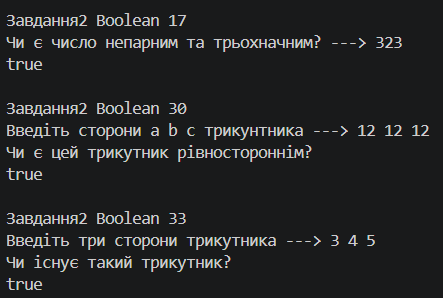 Завдання2 Boolean 17
Чи є число непарним та трьохначним? ---> 323
true
Завдання2 Boolean 30
Введіть сторони a b c трикунтника ---> 12 12 12
Чи є цей трикутник рівностороннім?
true
Завдання2 Boolean 33
Введіть три сторони трикутника ---> 3 4 5
Чи існує такий трикутник?
true